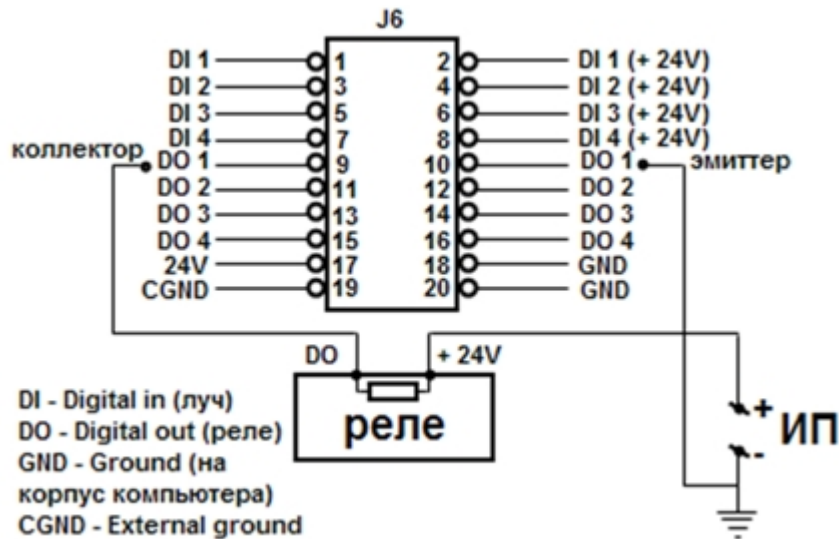 J6
DI 1 1 2 DI 1 (+ 24V)
DI 2 3 4 DI 2 (+ 24V)
DI 3 5 6 DI 3 (+ 24V)
DI 4 7 8 DI 4 (+ 24V)
коллектор DO 1 9 10 DO 1 эмиттер
DO 2 11 12 DO 2
DO 3 13 14 DO 3
DO 4 15 16 DO 4
24V 17 18 GND
CGND 19 20 GND
DO + 24V
реле
+ ИП
-
DI - Digital in (луч)
DO - Digital out (реле)
GND - Ground (на
корпус компьютера)
CGND - External ground